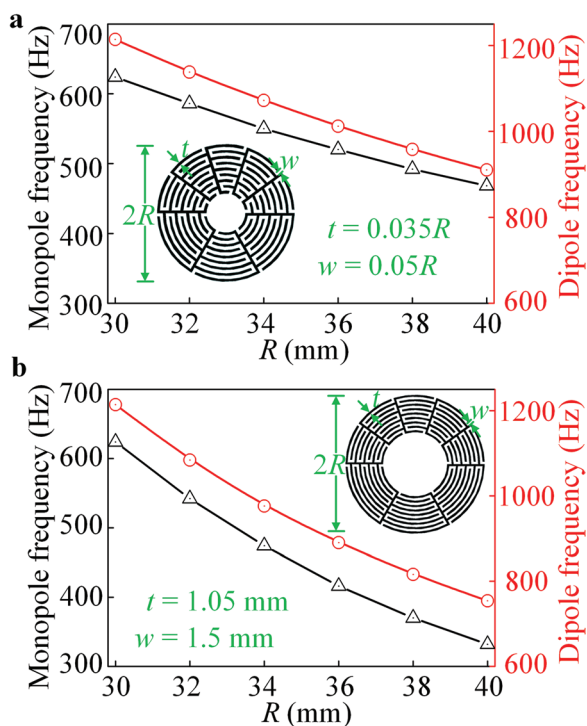 a
Monopole frequency (Hz)
700
600
500
400
300
2R
t
w
t = 0.035R
w = 0.05R
1200
1000
800
600
Dipole frequency (Hz)
30 32 34 36 38 40
R (mm)
b
Monopole frequency (Hz)
700
600
500
400
300
t
w
2R
t = 1.05 mm
w = 1.5 mm
1200
1000
800
600
Dipole frequency (Hz)
30 32 34 36 38 40
R (mm)